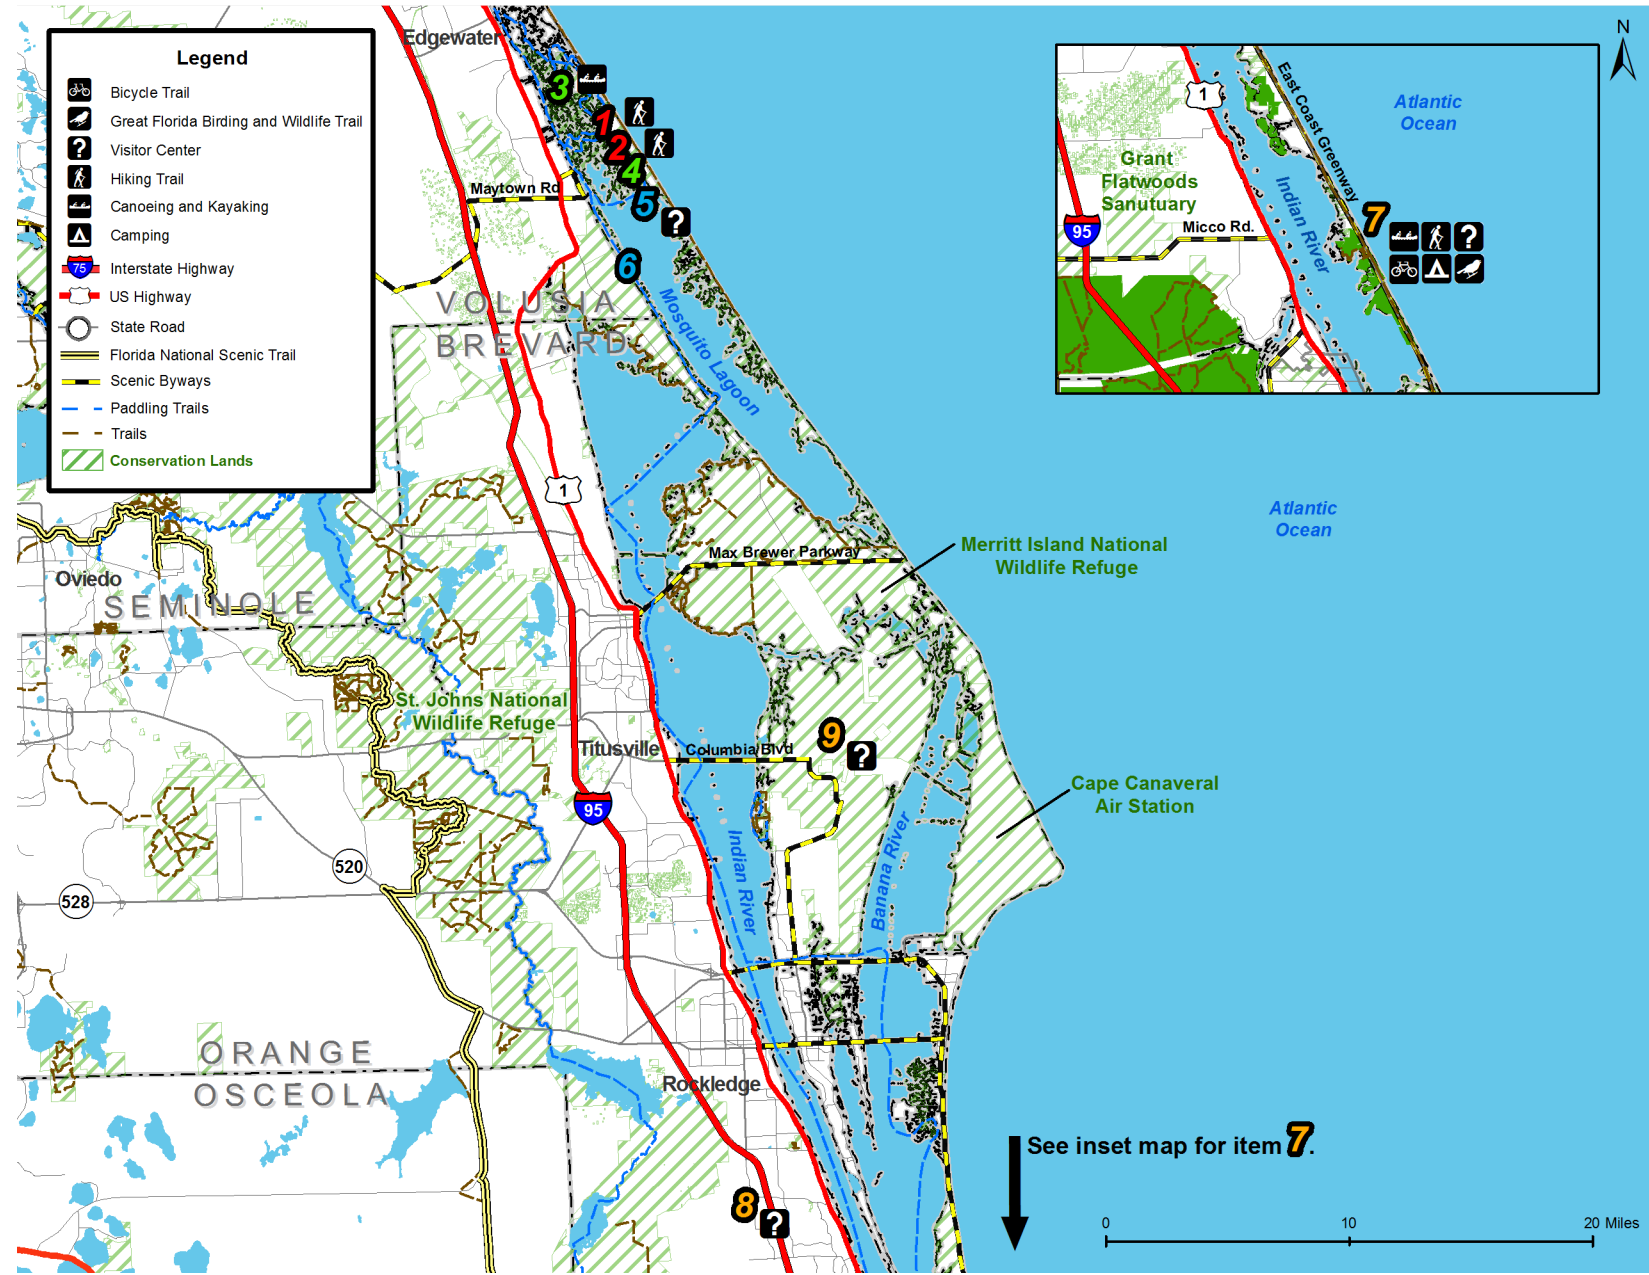 Legend
Bicycle Trail
Great Florida Birding and Wildlife Trail
? Visitor Center
Hiking Trail
Canoeing and Kayaking
Camping
75 Interstate Highway
US Highway
State Road
Florida National Scenic Trail
Scenic Byways
Paddling Trails
Trails
Conservation Lands
Edgewater
3
1
2
4
5
?
6
Maytown Rd
VOLUSIA
BREVARD
Mosquito Lagoon
1
Oviedo
SEMINOLE
Max Brewer Parkway
Merritt Island National
Wildlife Refuge
St. Johns National
Wildlife Refuge
Titusville
Columbia Blvd
9
?
95
Cape Canaveral
Air Station
Indian River
Banana River
520
528
ORANGE
OSCEOLA
Rockledge
8
?
See inset map for item 7.
0 10 20 Miles
N
Atlantic
Ocean
1
East Coast Greenway
Atlantic
Ocean
Grant
Flatwoods
Sanutuary
Indian River
95
Micco Rd.
7
?